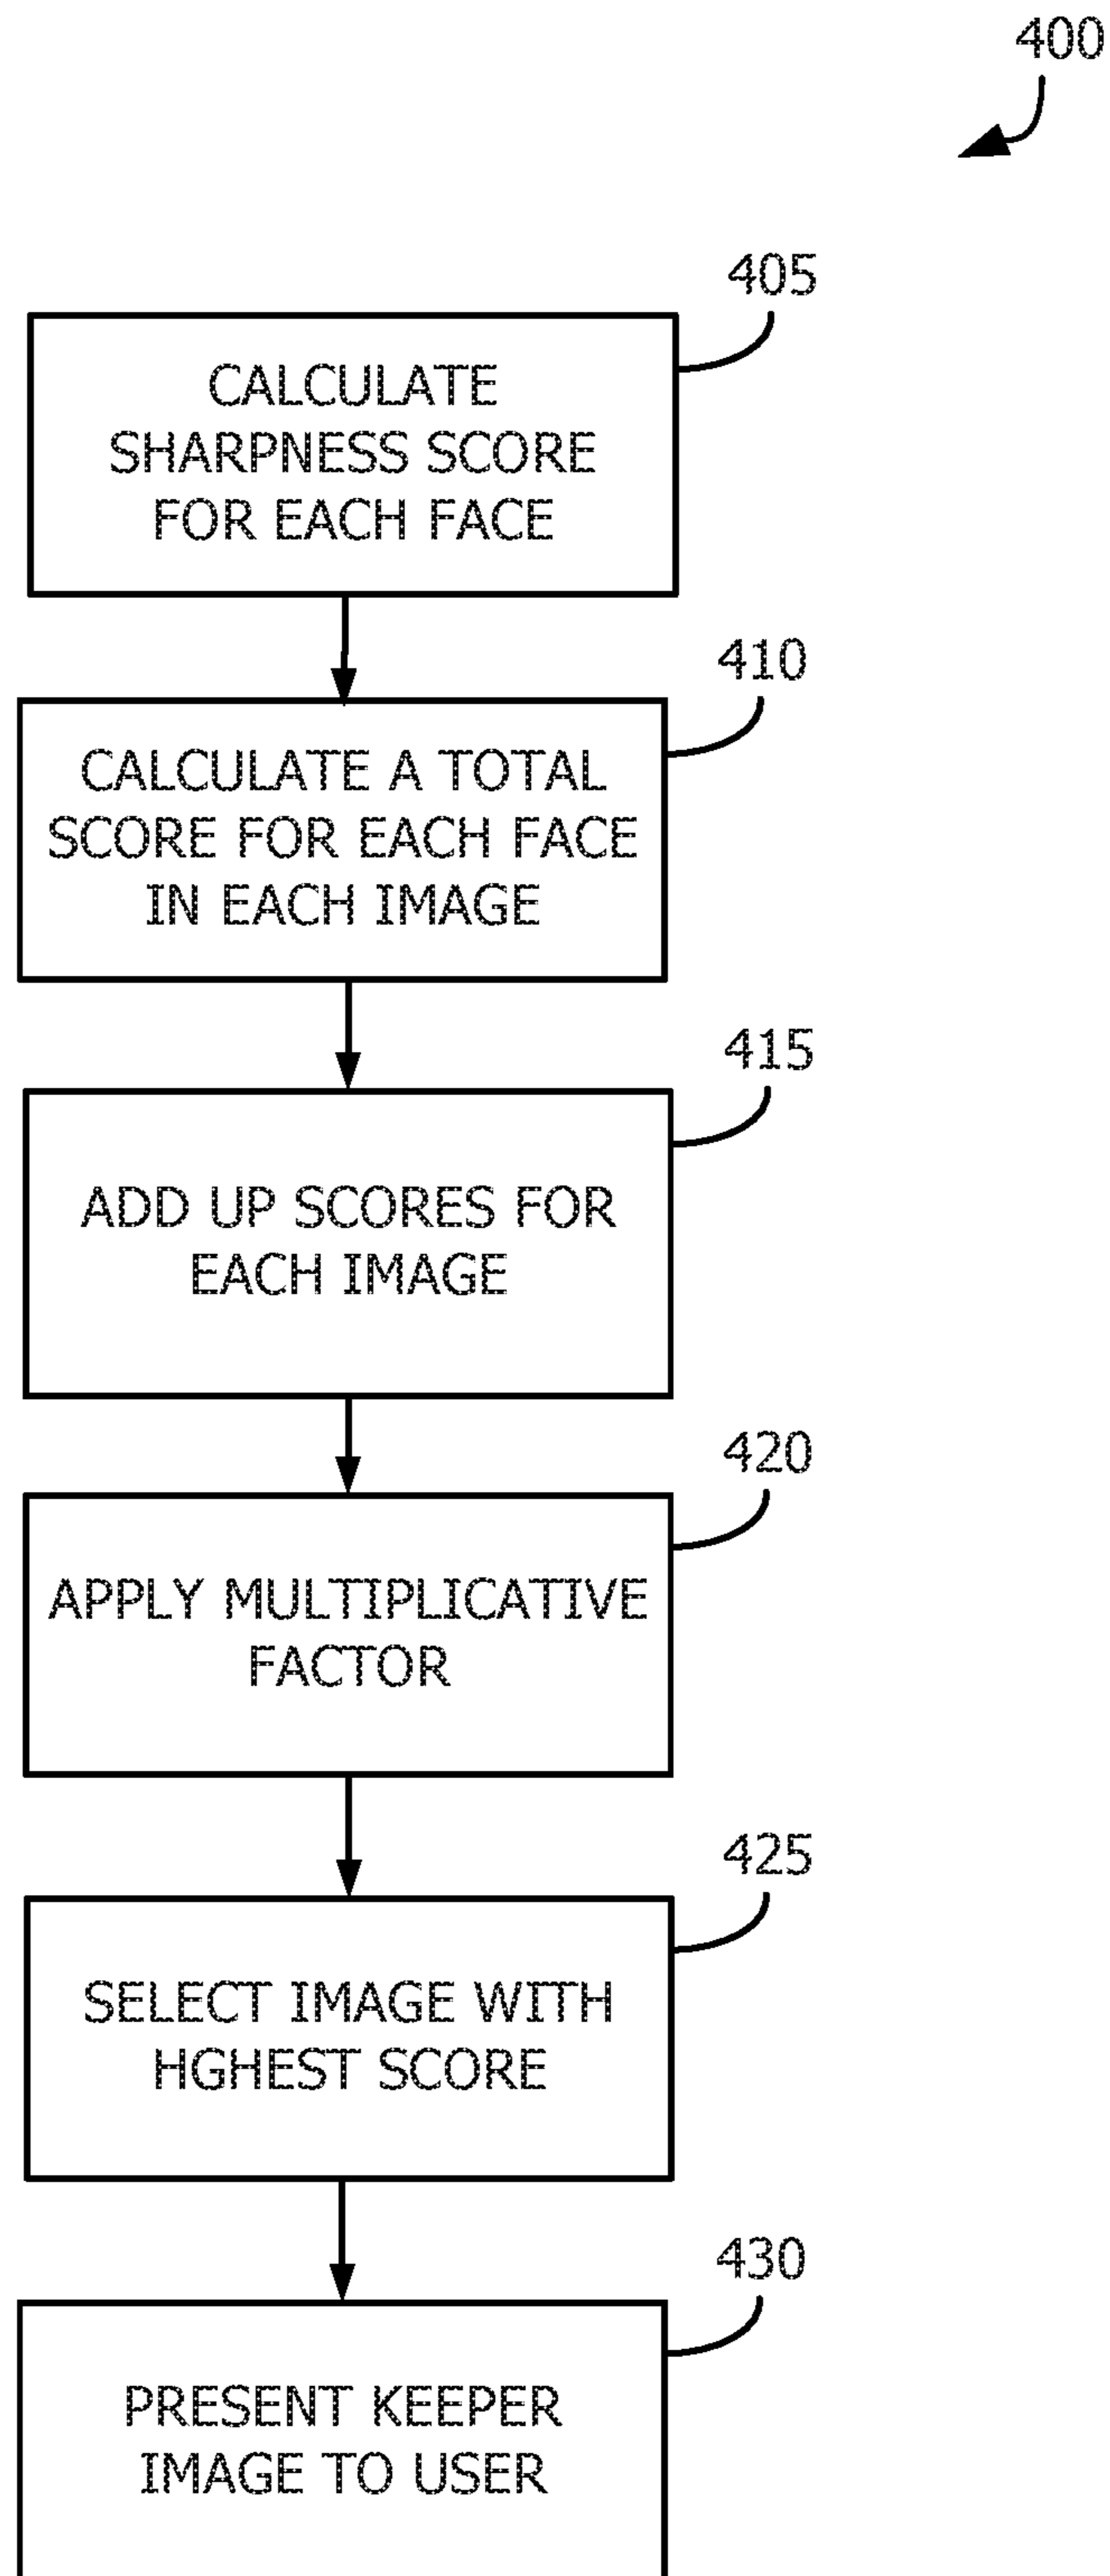 400
405
CALCULATE
SHARPNESS SCORE
FOR EACH FACE
410
CALCULATE A TOTAL
SCORE FOR EACH FACE
IN EACH IMAGE
415
ADD UP SCORES FOR
EACH IMAGE
420
APPLY MULTIPLICATIVE
FACTOR
425
SELECT IMAGE WITH
HGHEST SCORE
430
PRESENT KEEPER
IMAGE TO USER